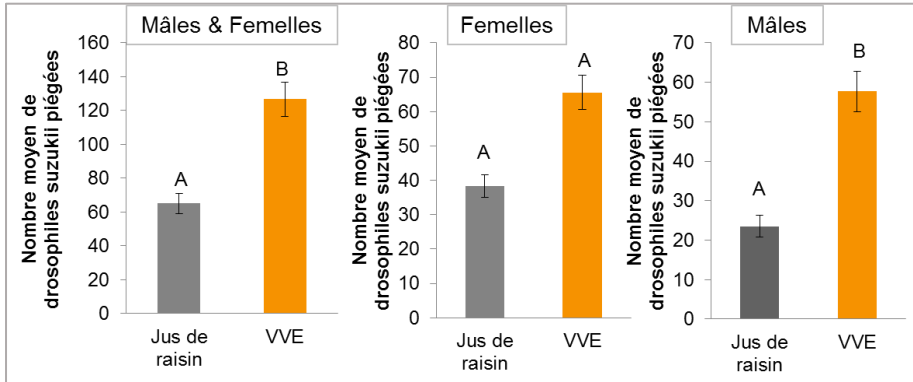 Mâles & Femelles
Nombre moyen de
drosophiles suzukii piégées
160
140
120
100
80
60
40
20
0
A
B
Jus de
raisin
VVE
Femelles
Nombre moyen de
drosophiles suzukii piégées
80
70
60
50
40
30
20
10
0
A
A
Jus de
raisin
VVE
Mâles
Nombre moyen de
drosophiles suzukii piégées
70
60
50
40
30
20
10
0
A
B
Jus de
raisin
VVE